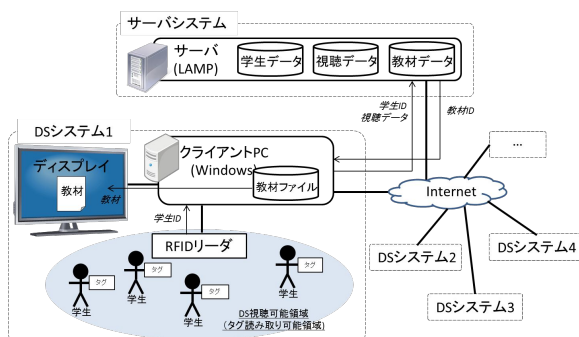 サーバシステム
サーバ
(LAMP)
学生データ
視聴データ
教材データ
学生ID
視聴データ
教材ID
DSシステム1
クライアントPC
(Windows)
ディスプレイ
教材
教材
教材ファイル
学生ID
RFIDリーダ
タグ
学生
タグ
学生
タグ
学生
タグ
学生
DS視聴可能領域
(タグ読み取り可能領域)
Internet
…
DSシステム2
DSシステム4
DSシステム3